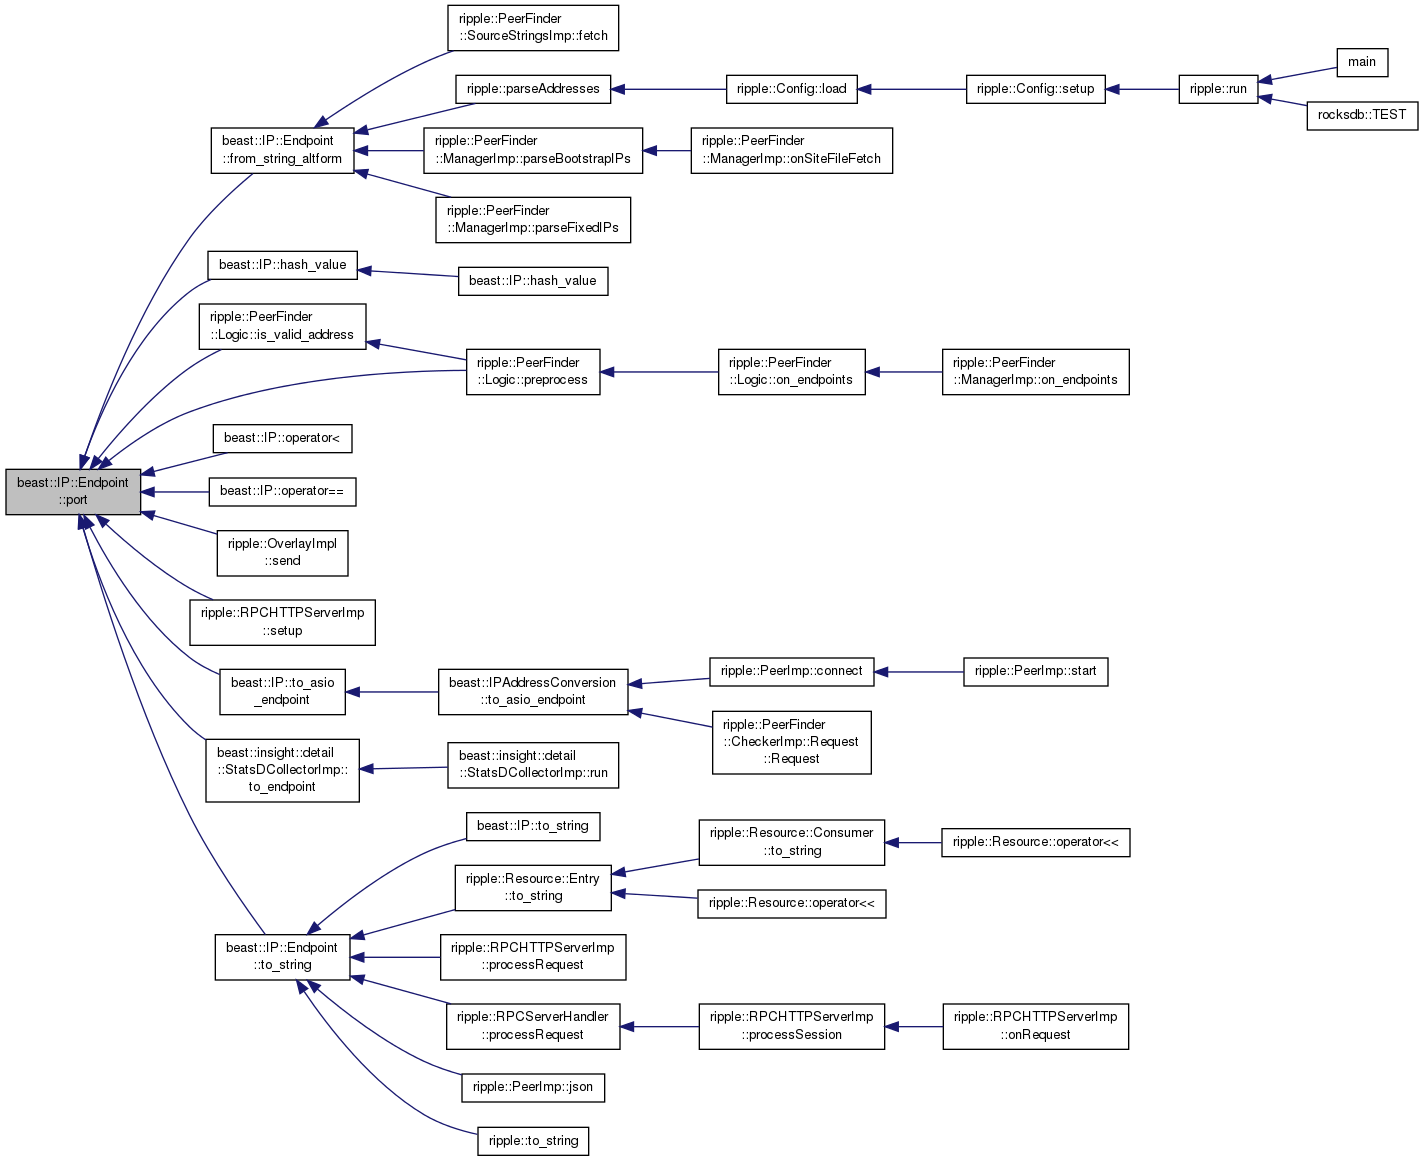 ripple::PeerFinder
::SourceStringsImp::fetch
main
ripple::parseAddresses
ripple::Config::load
ripple::Config::setup
ripple::run
rocksdb::TEST
beast::IP::Endpoint
::from_string_altform
ripple::PeerFinder
::ManagerImp::parseBootstrapIPs
ripple::PeerFinder
::ManagerImp::onSiteFileFetch
ripple::PeerFinder
::ManagerImp::parseFixedIPs
beast::IP::hash_value
beast::IP::hash_value
ripple::PeerFinder
::Logic::is_valid_address
ripple::PeerFinder
::Logic::preprocess
ripple::PeerFinder
::Logic::on_endpoints
ripple::PeerFinder
::ManagerImp::on_endpoints
beast::IP::operator<
beast::IP::Endpoint
::port
beast::IP::operator==
ripple::OverlayImpl
::send
ripple::RPCHTTPServerImp
::setup
beast::IP::to_asio
_endpoint
beast::IPAddressConversion
::to_asio_endpoint
ripple::PeerImp::connect
ripple::PeerImp::start
ripple::PeerFinder
::CheckerImp::Request
::Request
beast::insight::detail
::StatsDCollectorImp::
to_endpoint
beast::insight::detail
::StatsDCollectorImp::run
beast::IP::to_string
ripple::Resource::Consumer
::to_string
ripple::Resource::operator<<
ripple::Resource::Entry
::to_string
ripple::Resource::operator<<
beast::IP::Endpoint
::to_string
ripple::RPCHTTPServerImp
::processRequest
ripple::RPCServerHandler
::processRequest
ripple::RPCHTTPServerImp
::processSession
ripple::RPCHTTPServerImp
::onRequest
ripple::PeerImp::json
ripple::to_string